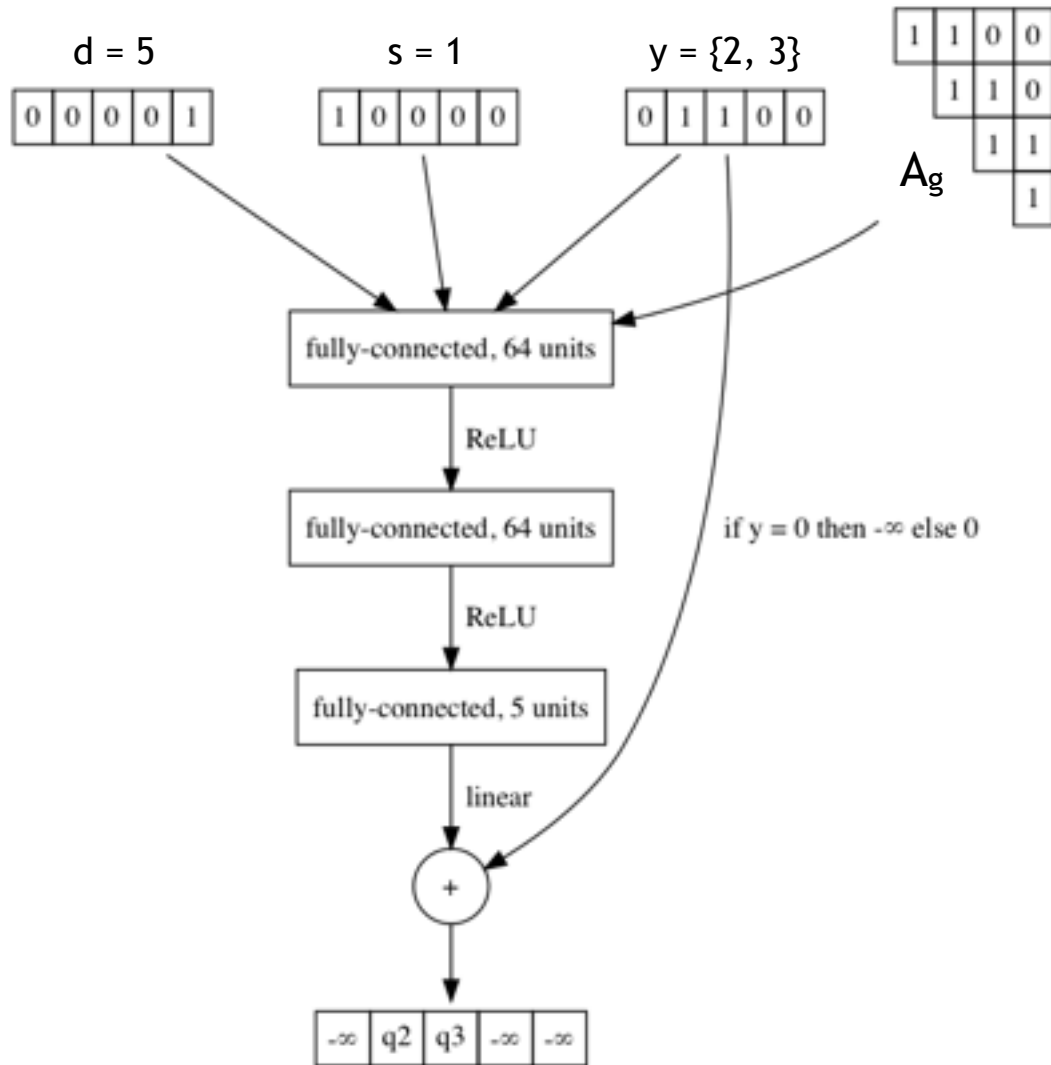 d = 5
s = 1
y = {2, 3}
0 0 0 0 1
1 0 0 0 0
0 1 1 0 0
1 1 0 0
1 1 0
1 1
1
Ag
fully-connected, 64 units
ReLU
fully-connected, 64 units
if y = 0 then -∞ else 0
ReLU
fully-connected, 5 units
linear
+
-∞ q2 q3 -∞ -∞